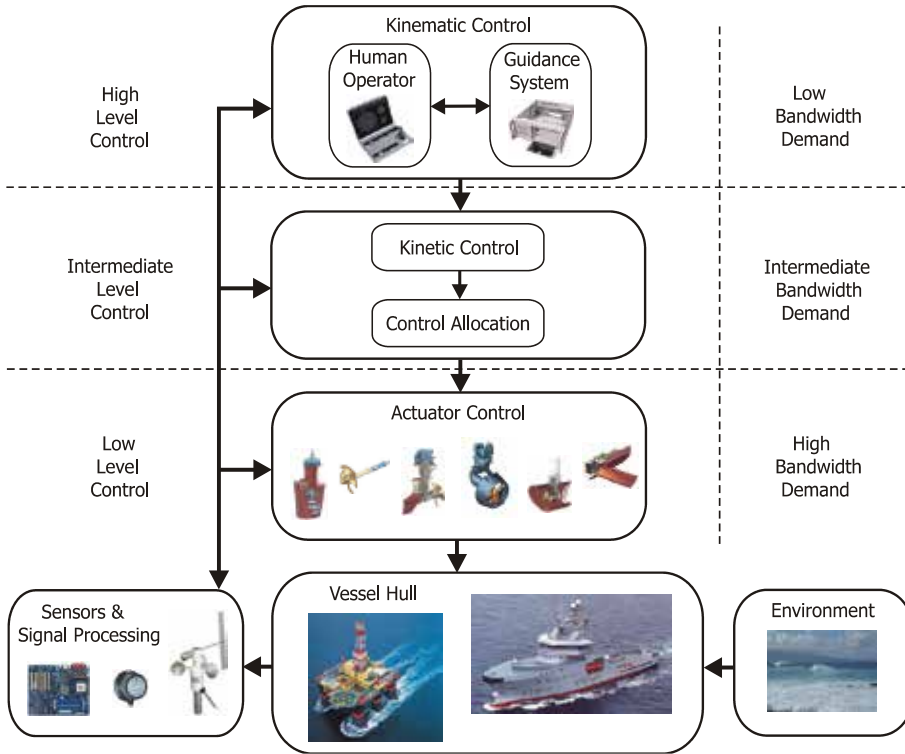 Kinematic Control
Human
Operator
Guidance
System
High
Level
Control
Low
Bandwidth
Demand
Kinetic Control
Control Allocation
Intermediate
Level
Control
Intermediate
Bandwidth
Demand
Actuator Control
Low
Level
Control
High
Bandwidth
Demand
Sensors &
Signal Processing
Vessel Hull
Environment